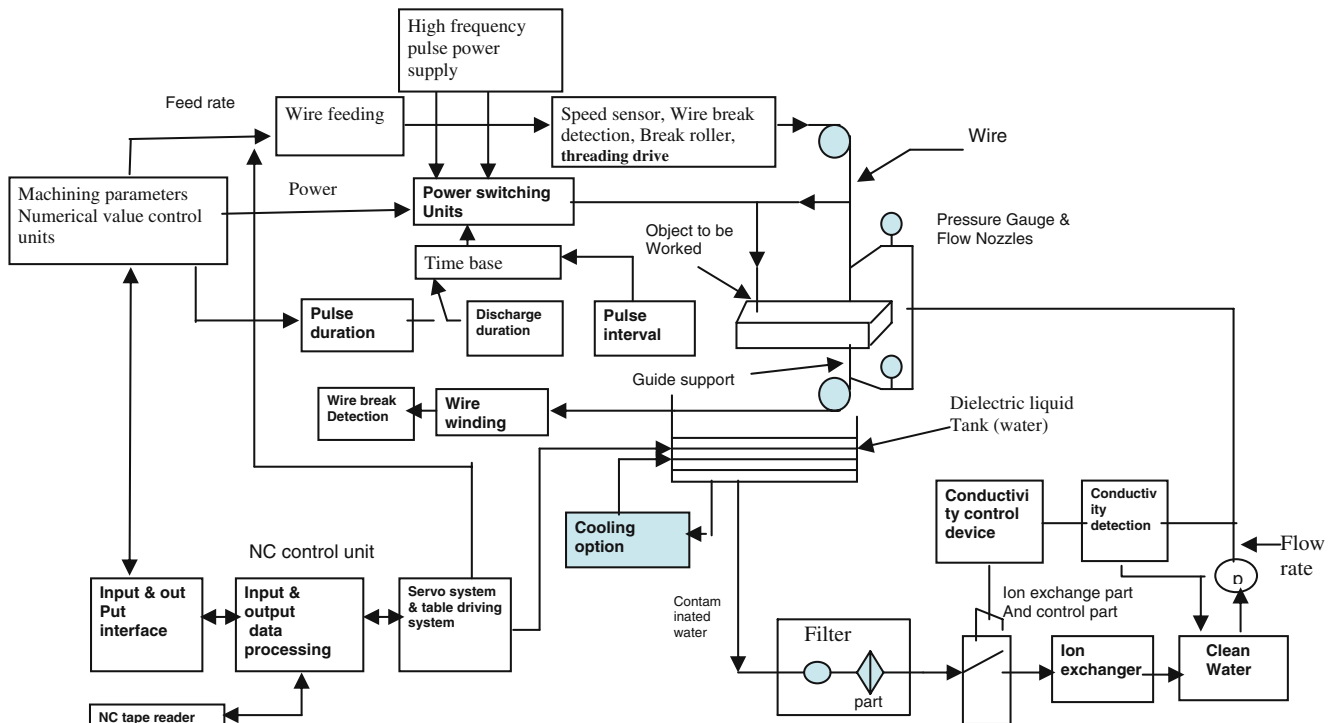 High frequency
pulse power
supply
Feed rate
Wire feeding
Speed sensor, Wire break
detection, Break roller,
threading drive
Wire
Machining parameters
Numerical value control
units
Power
Power switching
Units
Object to be
Worked
Pressure Gauge &
Flow Nozzles
Time base
Pulse
duration
Discharge
duration
Pulse
interval
Guide support
Wire break
Detection
Wire
winding
Dielectric liquid
Tank (water)
Cooling
option
Conductivi
ty control
device
Conductiv
ity
detection
Flow
rate
p
NC control unit
Input & out
Put
interface
Input &
output
data
processing
Servo system
& table driving
system
Contam
inated
water
Ion exchange part
And control part
Filter
part
Ion
exchanger
Clean
Water
NC tape reader